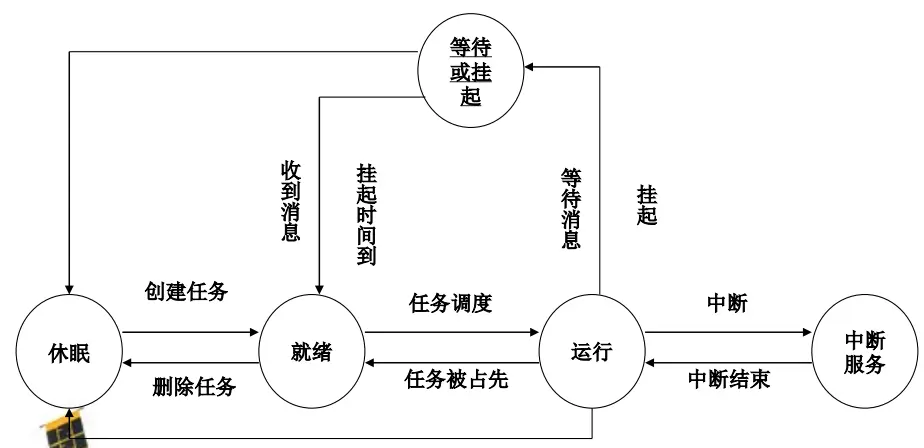 等待
或挂
起
收到消息
挂起时间到
等待消息
挂起
创建任务
任务调度
中断
休眠
就绪
运行
中断
服务
删除任务
任务被占先
中断结束